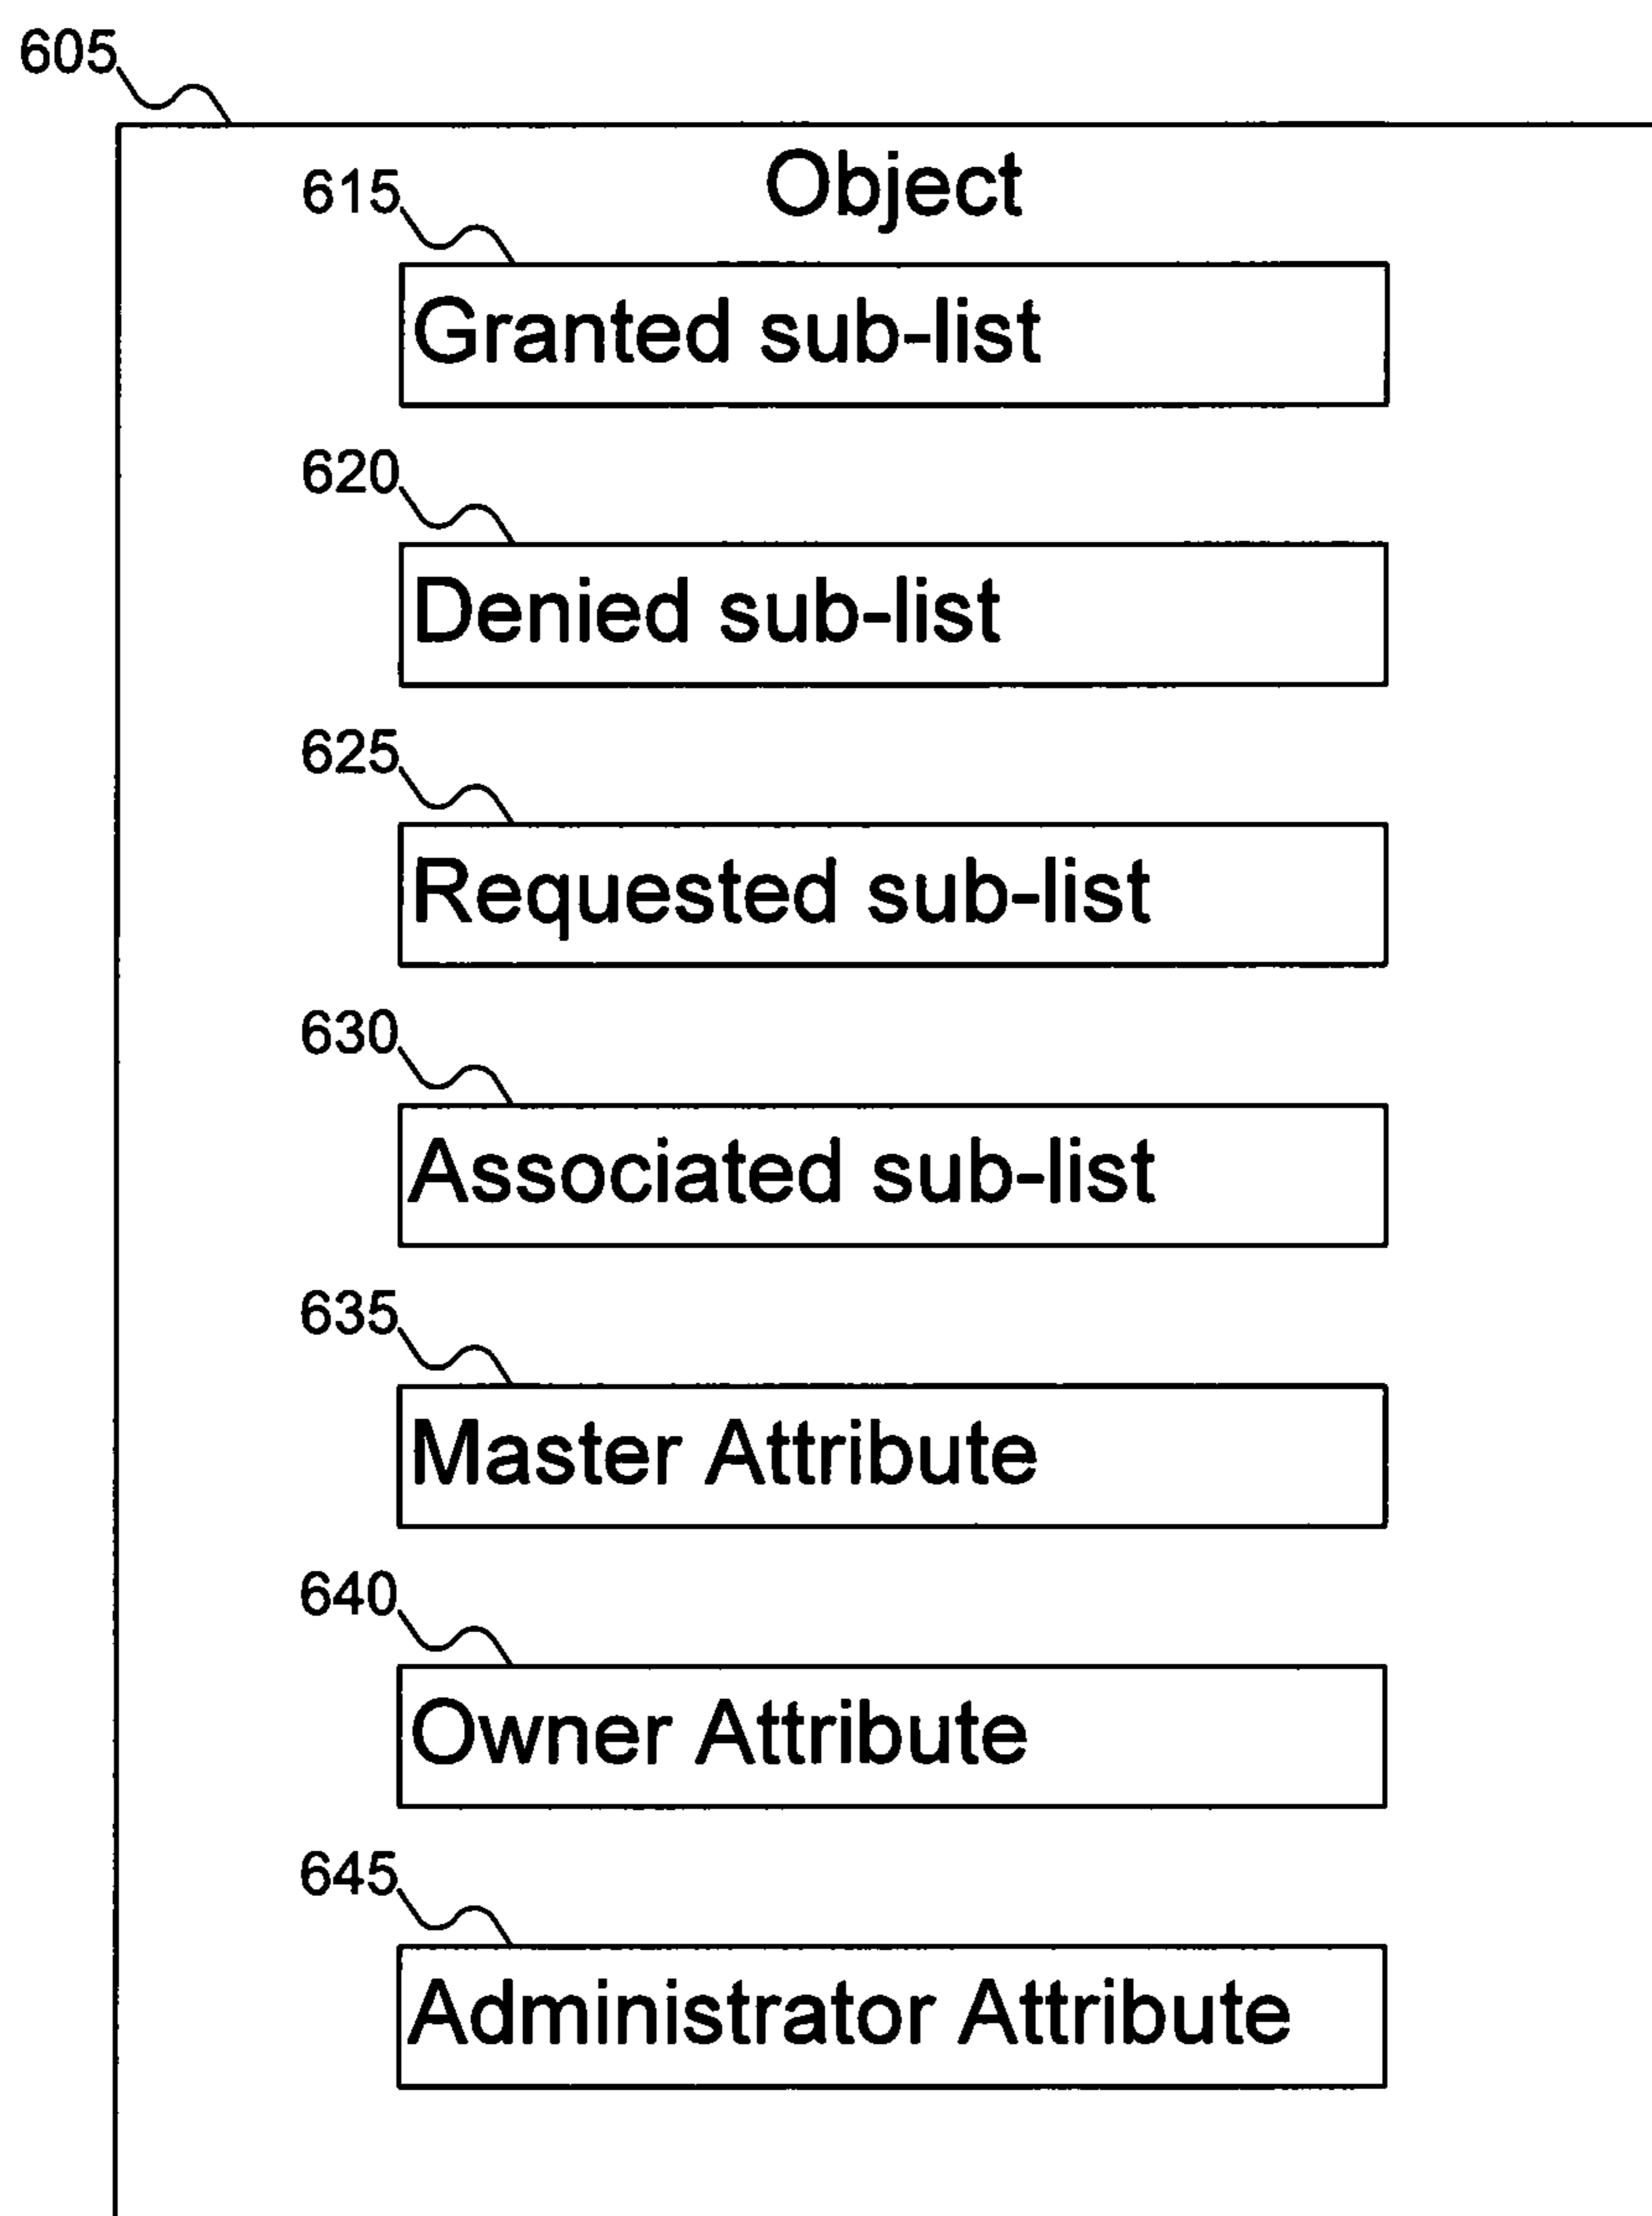 605
Object
615
Granted sub-list
620
Denied sub-list
625
Requested sub-list
630
Associated sub-list
635
Master Attribute
640
Owner Attribute
645
Administrator Attribute